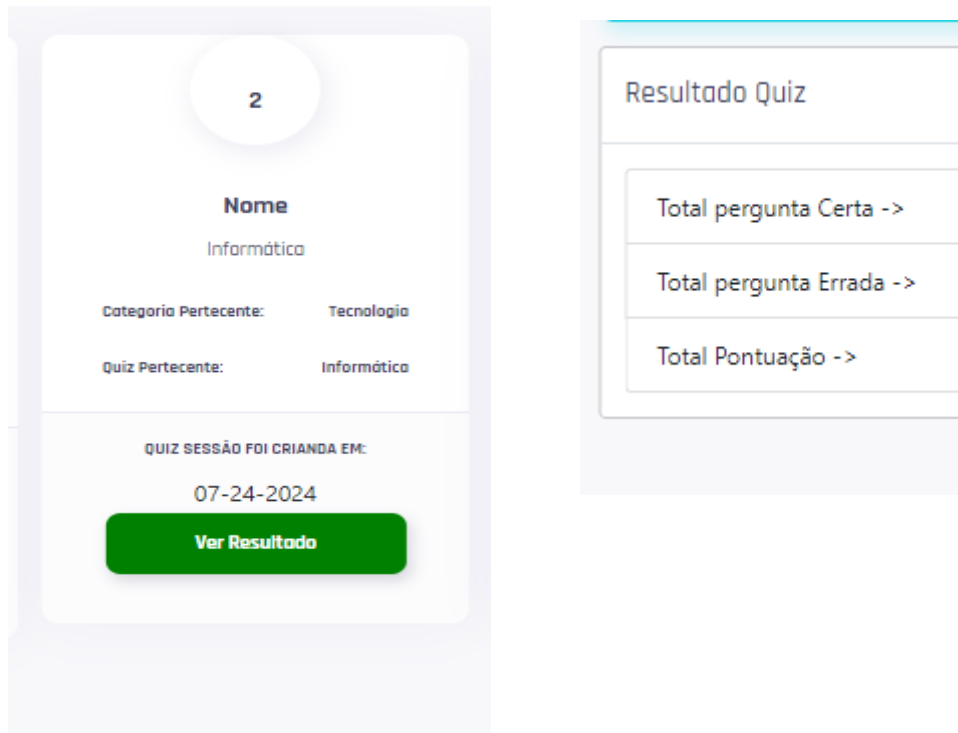 2
Nome
Informática
Categoria Pertecente: Tecnologia
Quiz Pertecente: Informática
QUIZ SESSÃO FOI CRIANDA EM:
07-24-2024
Ver Resultado
Resultado Quiz
Total pergunta Certa ->
Total pergunta Errada ->
Total Pontuação ->